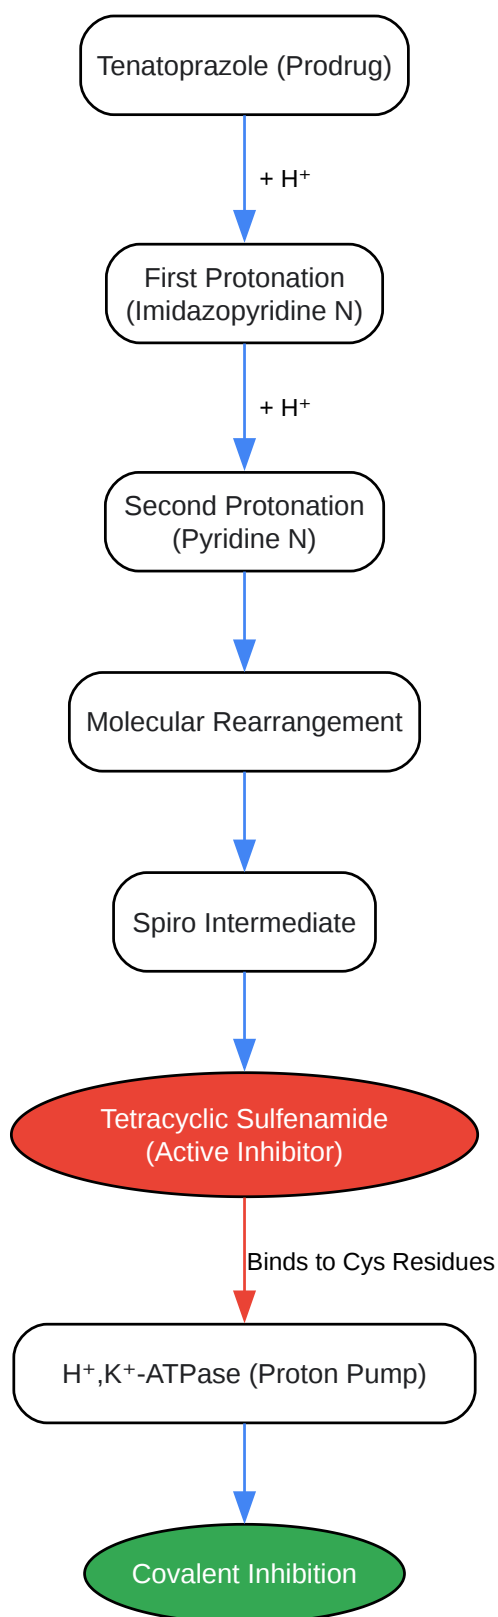 Tenatoprazole (Prodrug)
+ H⁺
First Protonation
(Imidazopyridine N)
+ H⁺
Second Protonation
(Pyridine N)
Molecular Rearrangement
Spiro Intermediate
Tetracyclic Sulfenamide
(Active Inhibitor)
Binds to Cys Residues
H⁺,K⁺-ATPase (Proton Pump)
Covalent Inhibition